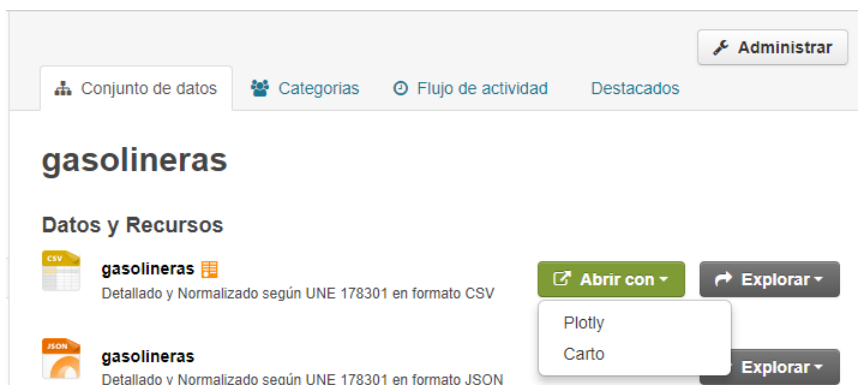 Administrar
Conjunto de datos Categorias Flujo de actividad Destacados
gasolineras
Datos y Recursos
CSV
gasolineras
Detallado y Normalizado según UNE 178301 en formato CSV
Abrir con
Explorar
Plotly
Carto
JSON
gasolineras
Detallado y Normalizado según UNE 178301 en formato JSON
Explorar